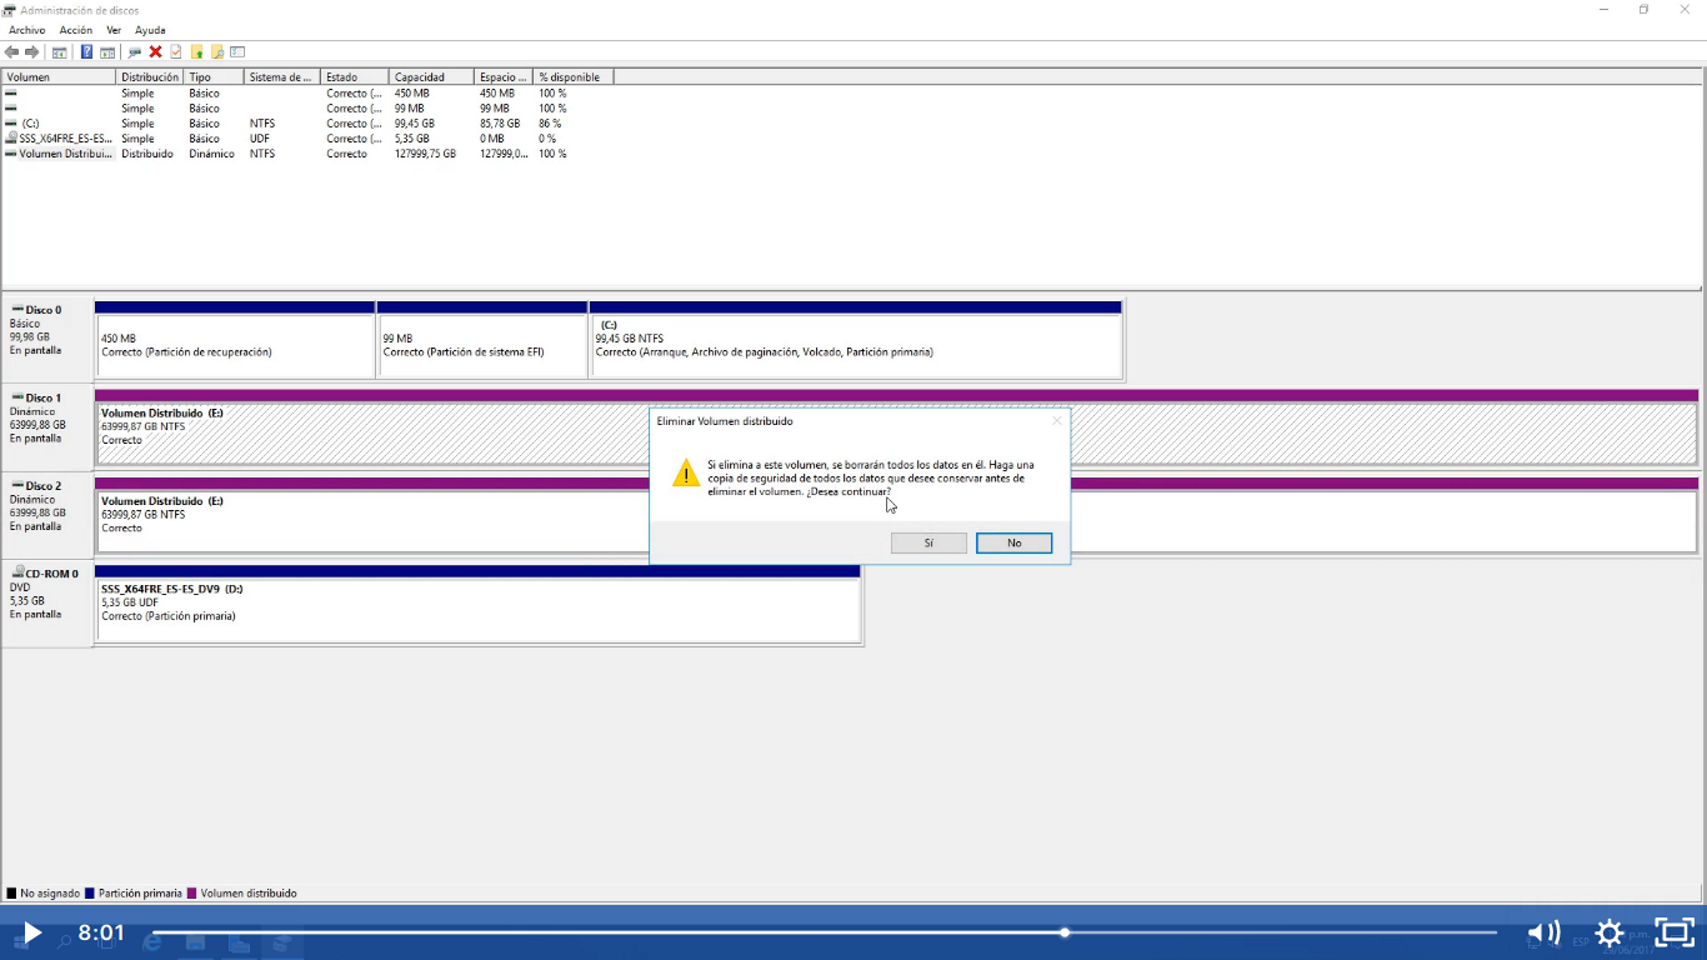 Administración de discos
Archivo Acción Ver Ayuda
Volumen Distribución Tipo Sistema de ... Estado Capacidad Espacio ... % disponible
Simple Básico Correcto (... 450 MB 450 MB 100 %
Simple Básico Correcto (... 99 MB 99 MB 100 %
(C:) Simple Básico NTFS Correcto (... 99,45 GB 85,78 GB 86 %
SSS_X64FRE_ES-ES... Simple Básico UDF Correcto (... 5,35 GB 0 MB 0 %
Volumen Distribui... Distribuido Dinámico NTFS Correcto 127999,75 GB 127999,0... 100 %
Disco 0
Básico
99,98 GB
En pantalla
450 MB
Correcto (Partición de recuperación)
99 MB
Correcto (Partición de sistema EFI)
(C:)
99,45 GB NTFS
Correcto (Arranque, Archivo de paginación, Volcado, Partición primaria)
Disco 1
Dinámico
63999,88 GB
En pantalla
Volumen Distribuido (E:)
63999,87 GB NTFS
Correcto
Eliminar Volumen distribuido
Si elimina a este volumen, se borrarán todos los datos en él. Haga una
copia de seguridad de todos los datos que desee conservar antes de
eliminar el volumen. ¿Desea continuar?
Sí No
Disco 2
Dinámico
63999,88 GB
En pantalla
Volumen Distribuido (E:)
63999,87 GB NTFS
Correcto
CD-ROM 0
DVD
5,35 GB
En pantalla
SSS_X64FRE_ES-ES_DV9 (D:)
5,35 GB UDF
Correcto (Partición primaria)
No asignado Partición primaria Volumen distribuido
8:01
ESP